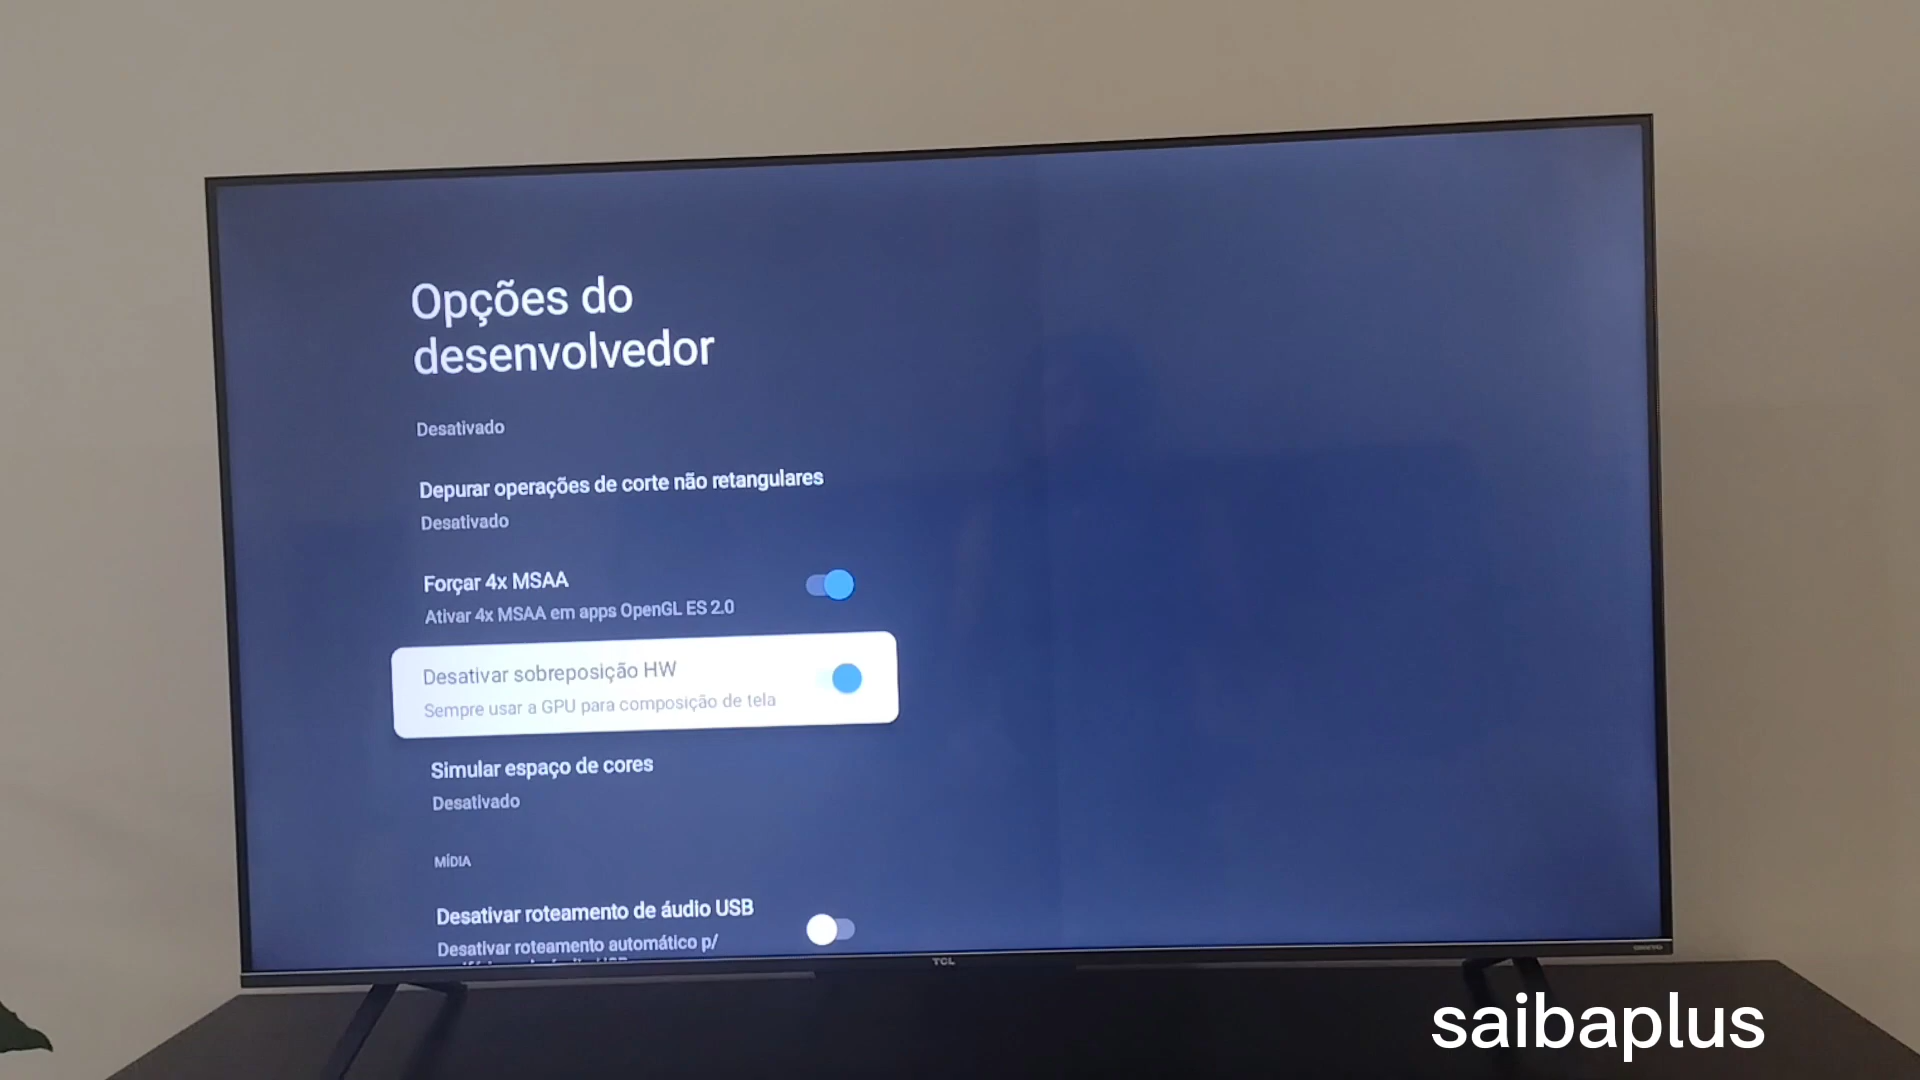 Opções do
desenvolvedor
Desativado
Depurar operações de corte não retangulares
Desativado
Forçar 4x MSAA
Ativar 4x MSAA em apps OpenGL ES 2.0
Desativar sobreposição HW
Sempre usar a GPU para composição de tela
Simular espaço de cores
Desativado
MÍDIA
Desativar roteamento de áudio USB
Desativar roteamento automático p/
TCL
ONKYO
saibaplus